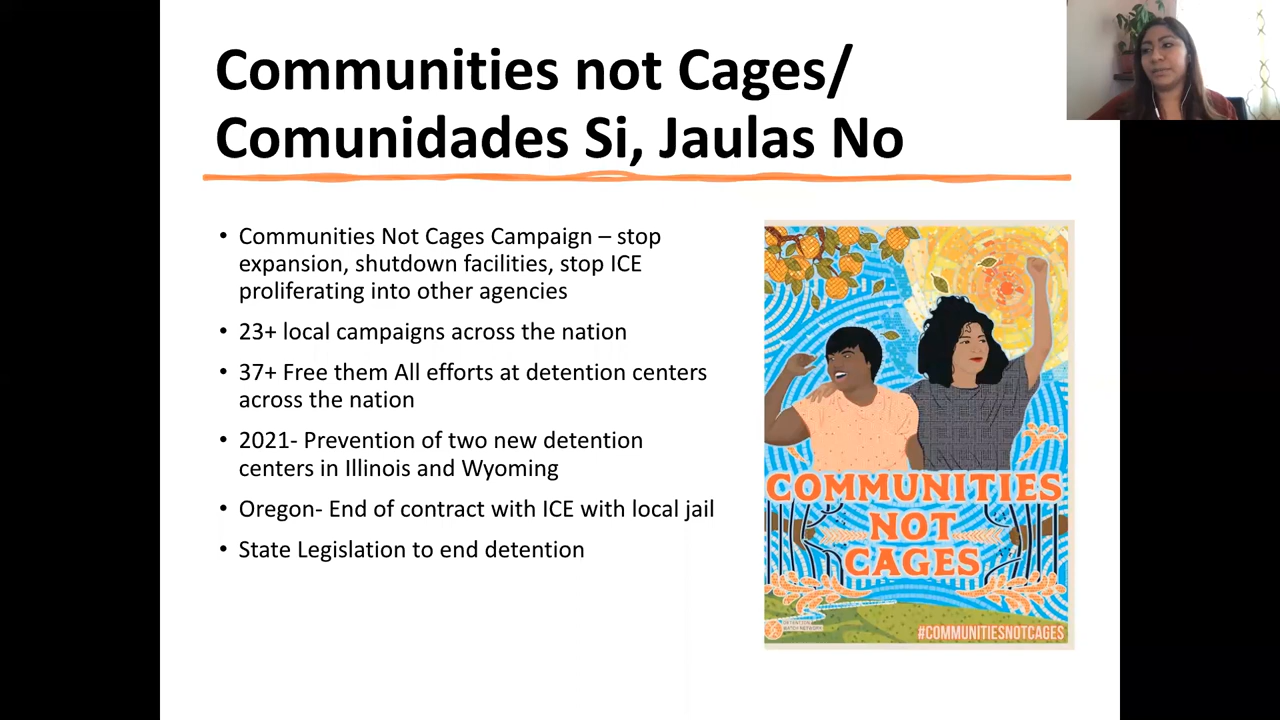 Communities not Cages/
Comunidades Si, Jaulas No
• Communities Not Cages Campaign – stop
expansion, shutdown facilities, stop ICE
proliferating into other agencies
• 23+ local campaigns across the nation
• 37+ Free them All efforts at detention centers
across the nation
• 2021- Prevention of two new detention
centers in Illinois and Wyoming
• Oregon- End of contract with ICE with local jail
• State Legislation to end detention
COMMUNITIES
NOT
CAGES
DETENTION
WATCH NETWORK
#COMMUNITIESNOTCAGES